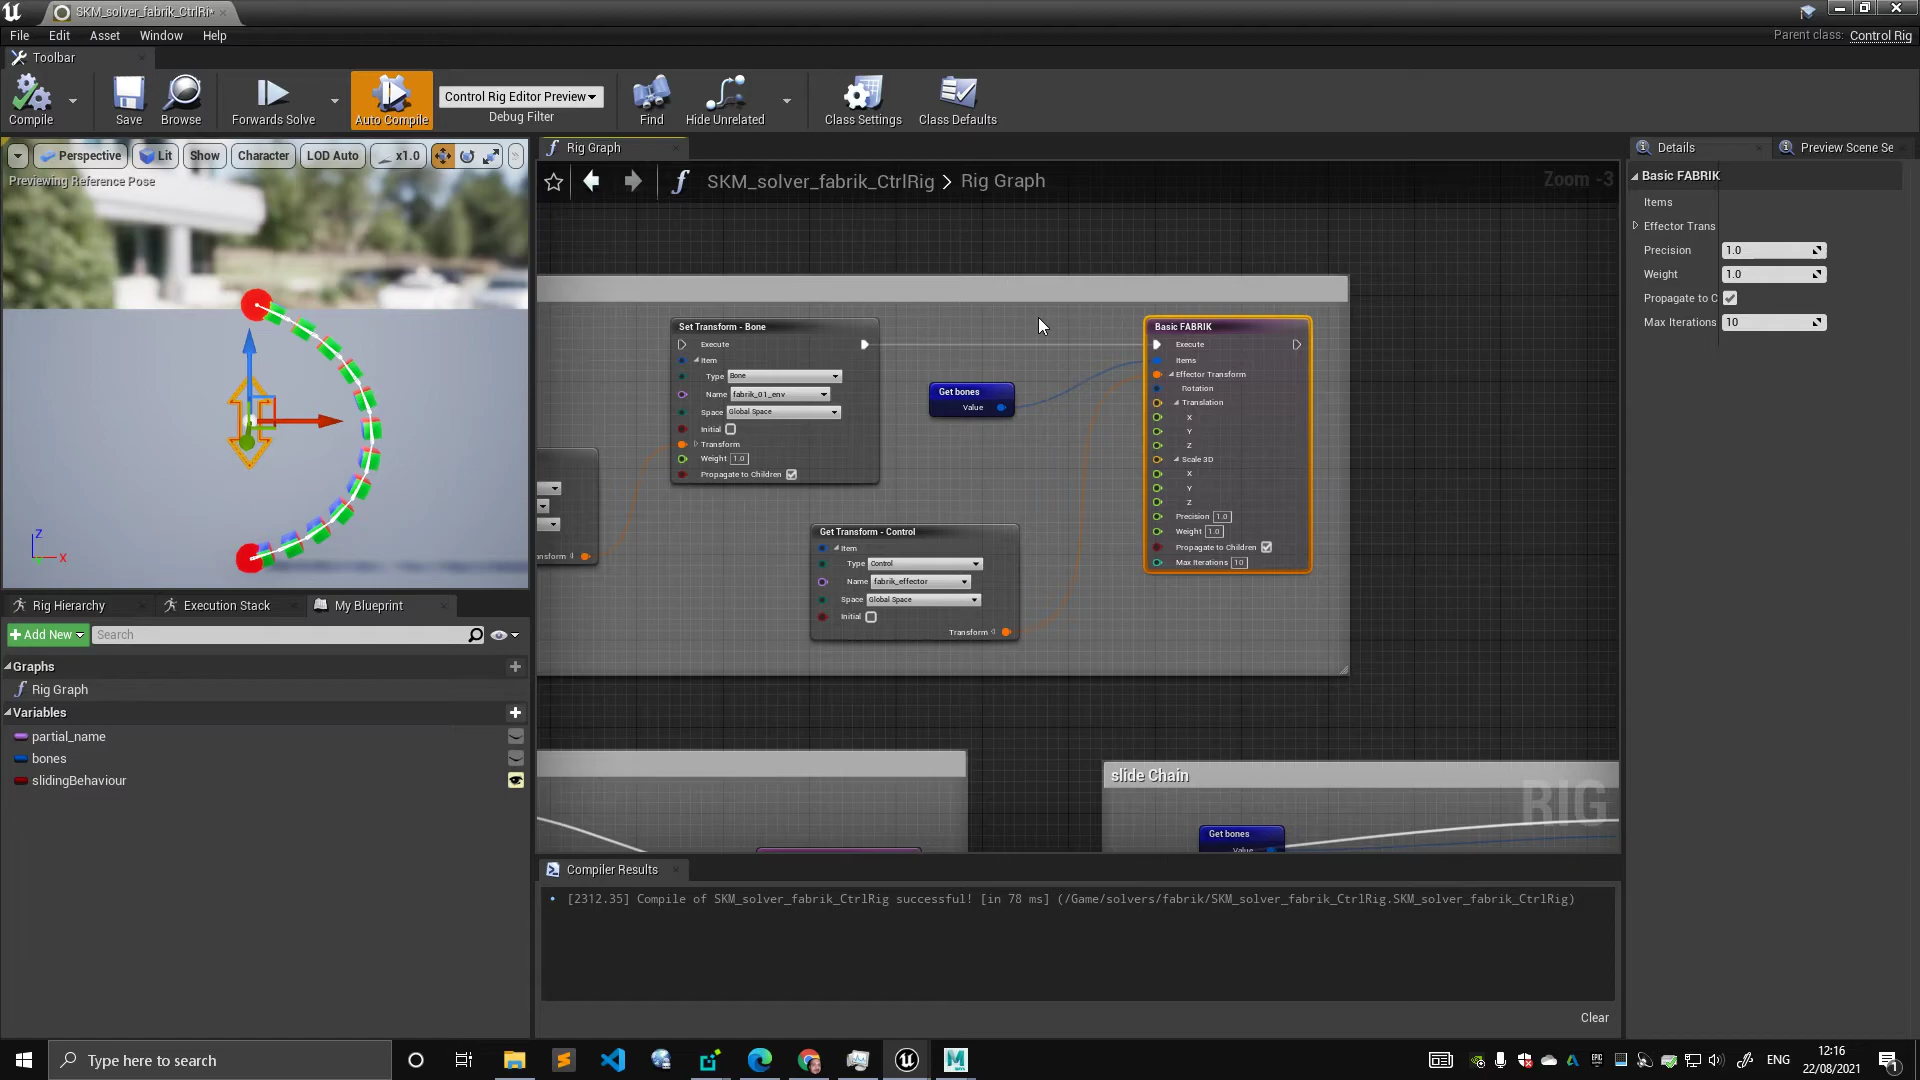 SKM_solver_fabrik_CtrlRi*
File Edit Asset Window Help
Parent class: Control Rig
Toolbar
Compile
Save
Browse
Forwards Solve
Auto Compile
Control Rig Editor Preview
Debug Filter
Find
Hide Unrelated
Class Settings
Class Defaults
Perspective
Lit
Show
Character
LOD Auto
x1.0
Previewing Reference Pose
Z
X
Rig Graph
SKM_solver_fabrik_CtrlRig > Rig Graph
Zoom -3
Set Transform - Bone
Execute
Item
Type Bone
Name fabrik_01_env
Space Global Space
Initial
Transform
Weight 1.0
Propagate to Children
ansform
Get bones
Value
Get Transform - Control
Item
Type Control
Name fabrik_effector
Space Global Space
Initial
Transform
Basic FABRIK
Execute
Items
Effector Transform
Rotation
Translation
X
Y
Z
Scale 3D
X
Y
Z
Precision 1.0
Weight 1.0
Propagate to Children
Max Iterations 10
slide Chain
Get bones
Value
RIG
Details
Preview Scene Se
Basic FABRIK
Items
Effector Trans
Precision 1.0
Weight 1.0
Propagate to C
Max Iterations 10
Rig Hierarchy
Execution Stack
My Blueprint
+Add New
Search
Graphs
Rig Graph
Variables
partial_name
bones
slidingBehaviour
Compiler Results
• [2312.35] Compile of SKM_solver_fabrik_CtrlRig successful! [in 78 ms] (/Game/solvers/fabrik/SKM_solver_fabrik_CtrlRig.SKM_solver_fabrik_CtrlRig)
Clear
Type here to search
ENG
12:16
22/08/2021
1